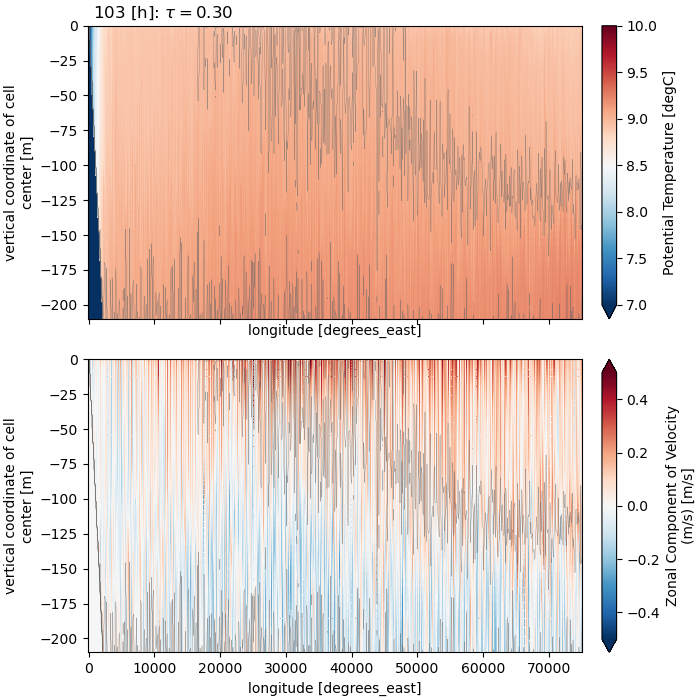 103 [h]: τ = 0.30
0
−25
−50
−75
−100
−125
−150
−175
−200
vertical coordinate of cell
center [m]
longitude [degrees_east]
10.0
9.5
9.0
8.5
8.0
7.5
7.0
Potential Temperature [degC]
0
−25
−50
−75
−100
−125
−150
−175
−200
vertical coordinate of cell
center [m]
0 10000 20000 30000 40000 50000 60000 70000
longitude [degrees_east]
0.4
0.2
0.0
−0.2
−0.4
Zonal Component of Velocity
(m/s) [m/s]